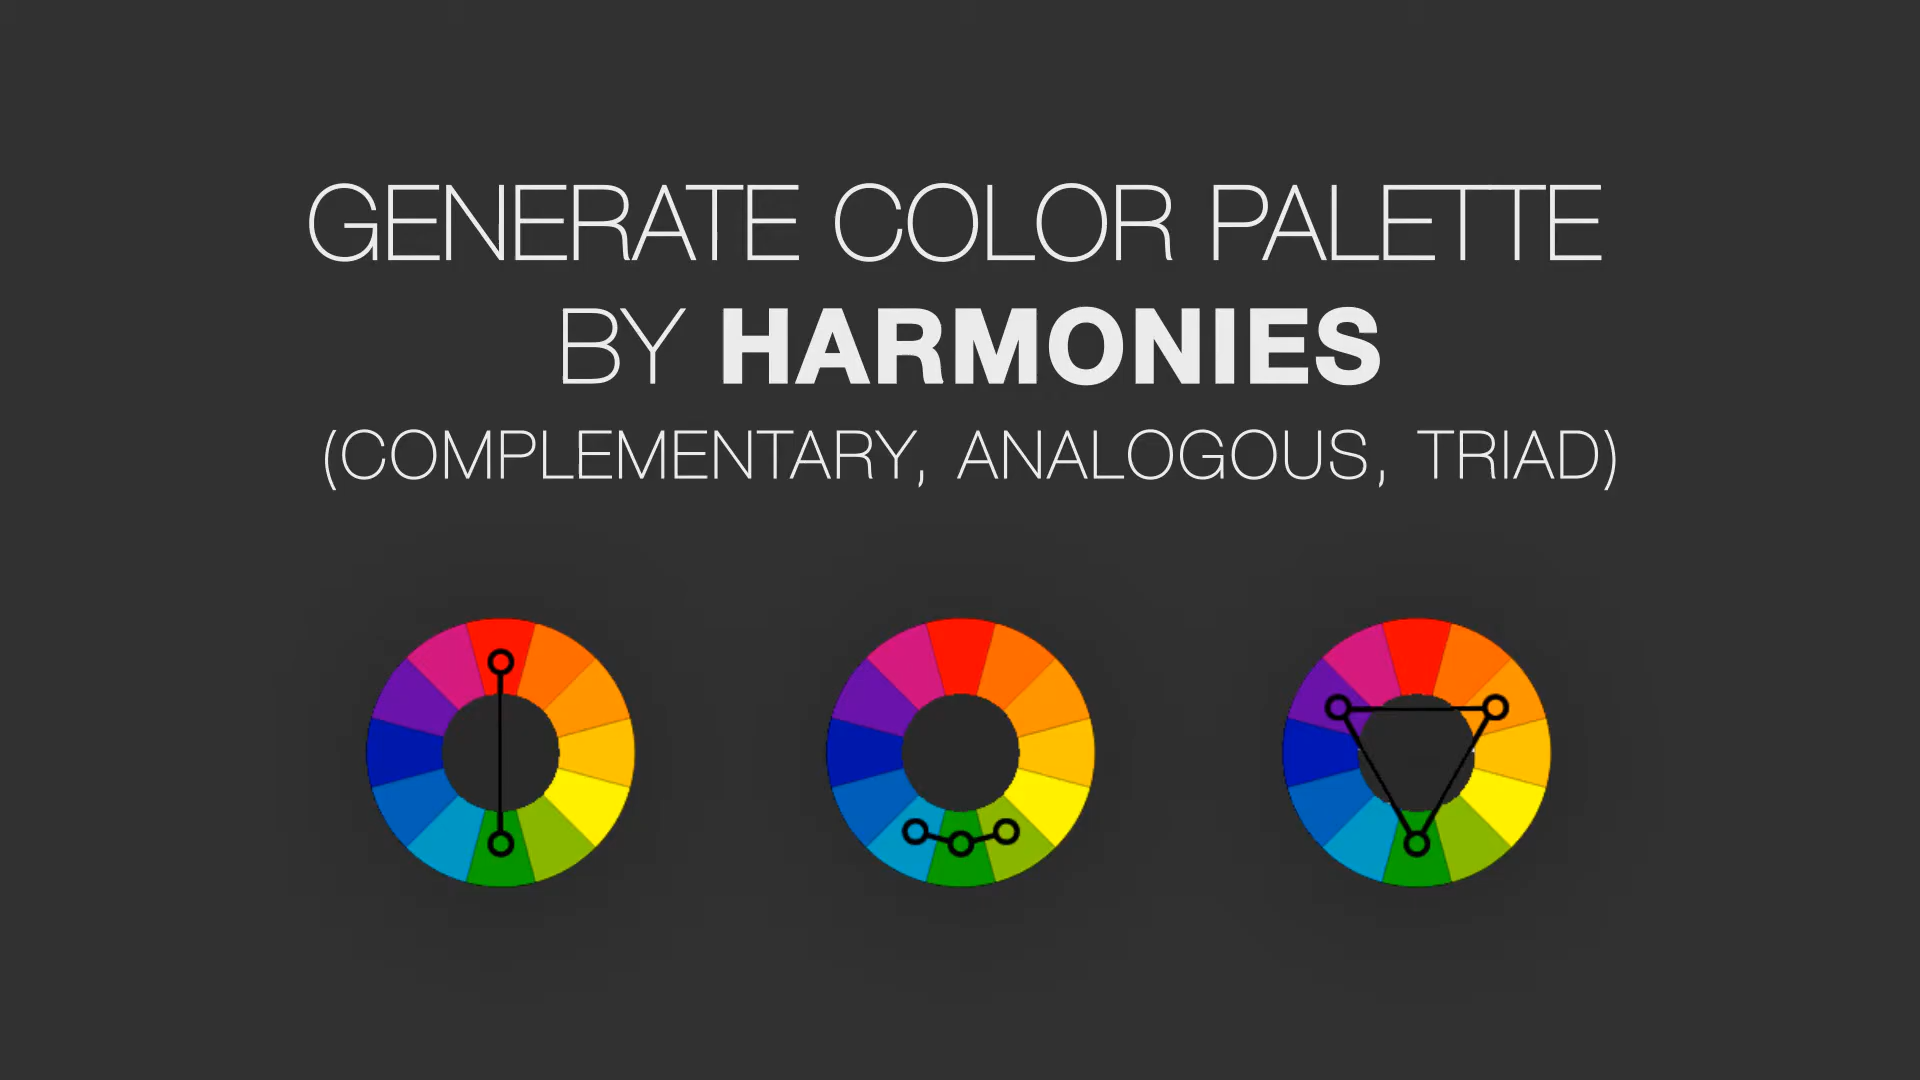 GENERATE COLOR PALETTE
BY HARMONIES
(COMPLEMENTARY, ANALOGOUS, TRIAD)